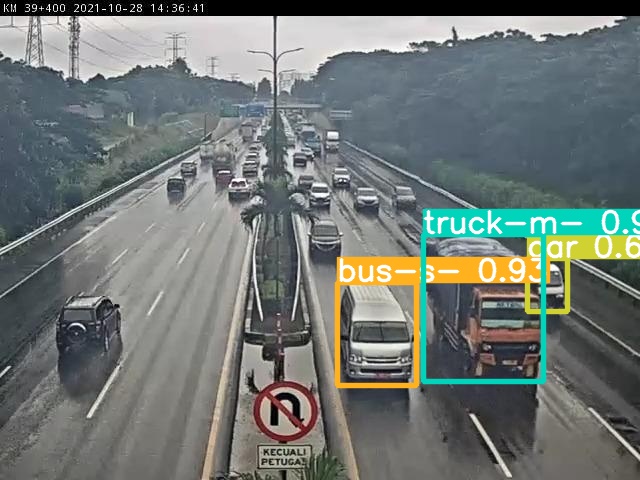 KM 39+400 2021-10-28 14:36:41
truck-m- 0.9
car 0.6
bus-s- 0.93
KECUALI
PETUGAS